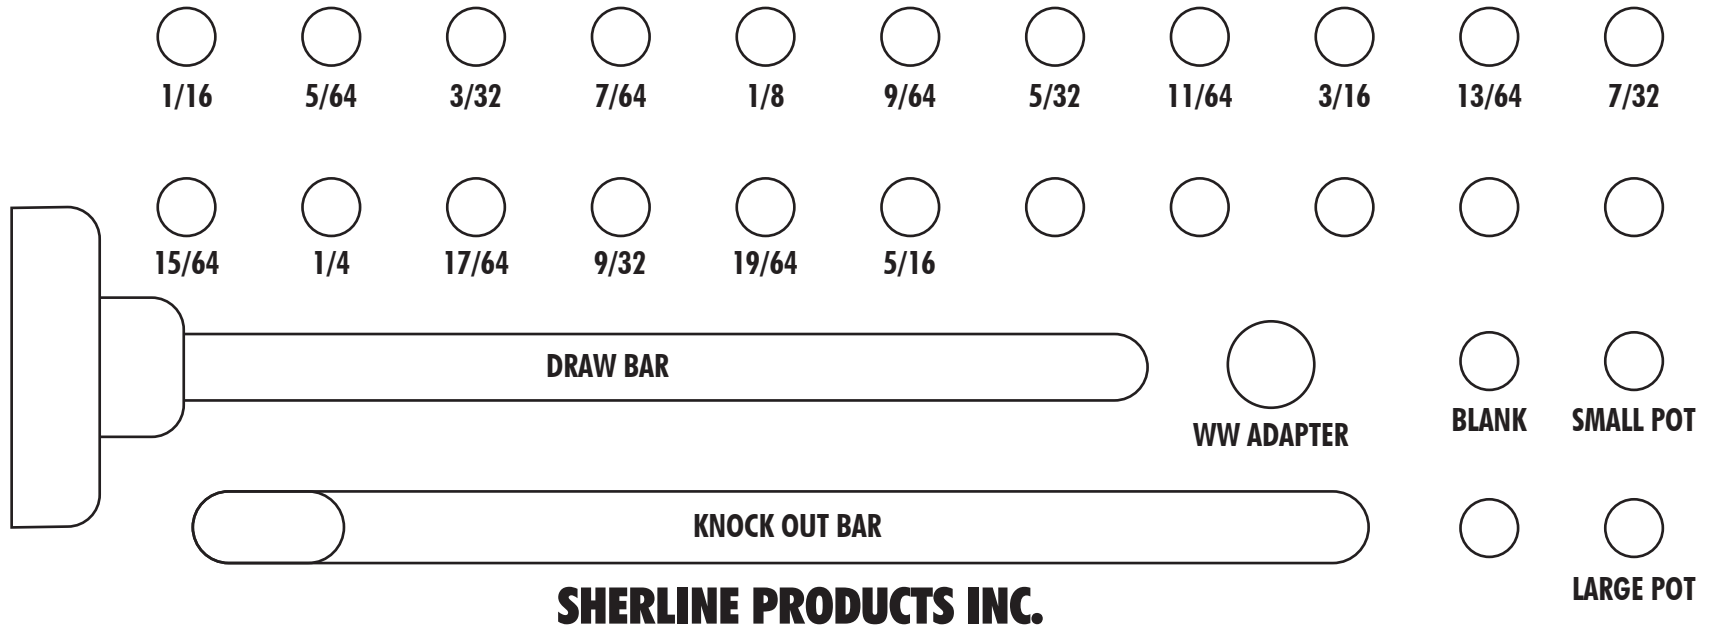 1/16 5/64 3/32 7/64 1/8 9/64 5/32 11/64 3/16 13/64 7/32
15/64 1/4 17/64 9/32 19/64 5/16
DRAW BAR
WW ADAPTER
BLANK
SMALL POT
KNOCK OUT BAR
LARGE POT
SHERLINE PRODUCTS INC.